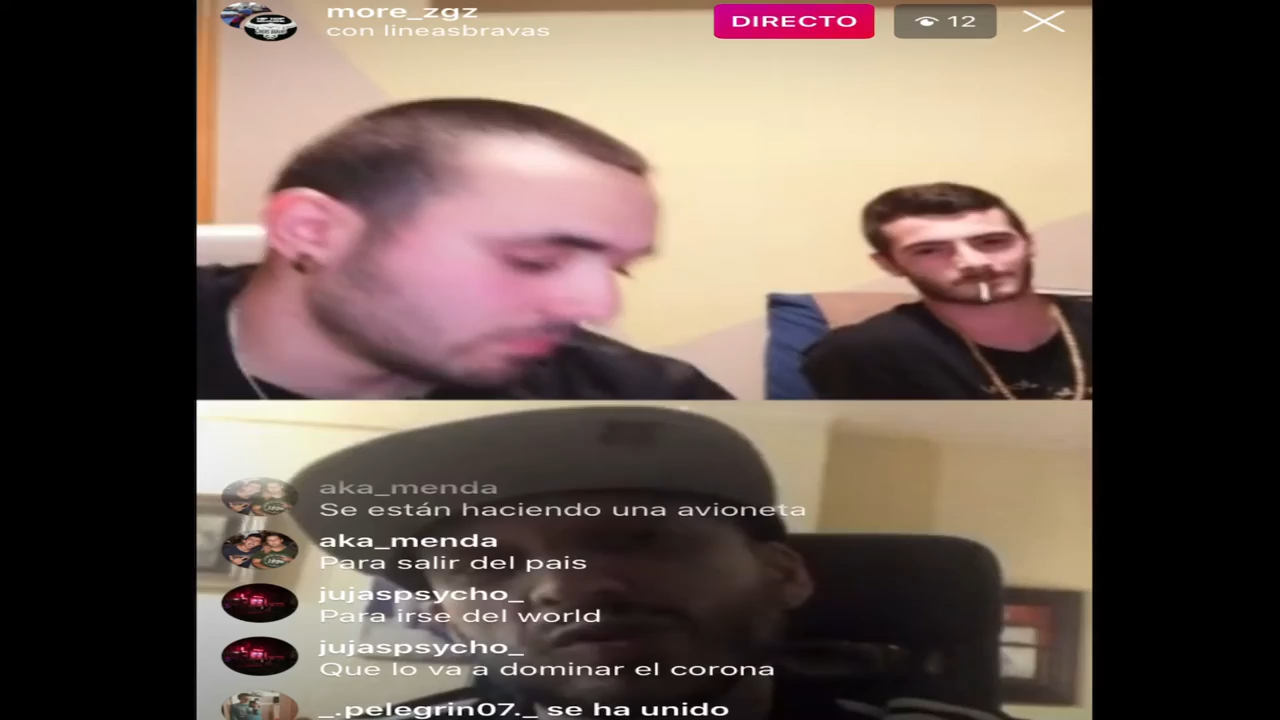 more_zgz
con lineasbravas
DIRECTO
12
aka_menda
Se están haciendo una avioneta
aka_menda
Para salir del pais
jujaspsycho_
Para irse del world
jujaspsycho_
Que lo va a dominar el corona
_.pelegrin07._ se ha unido